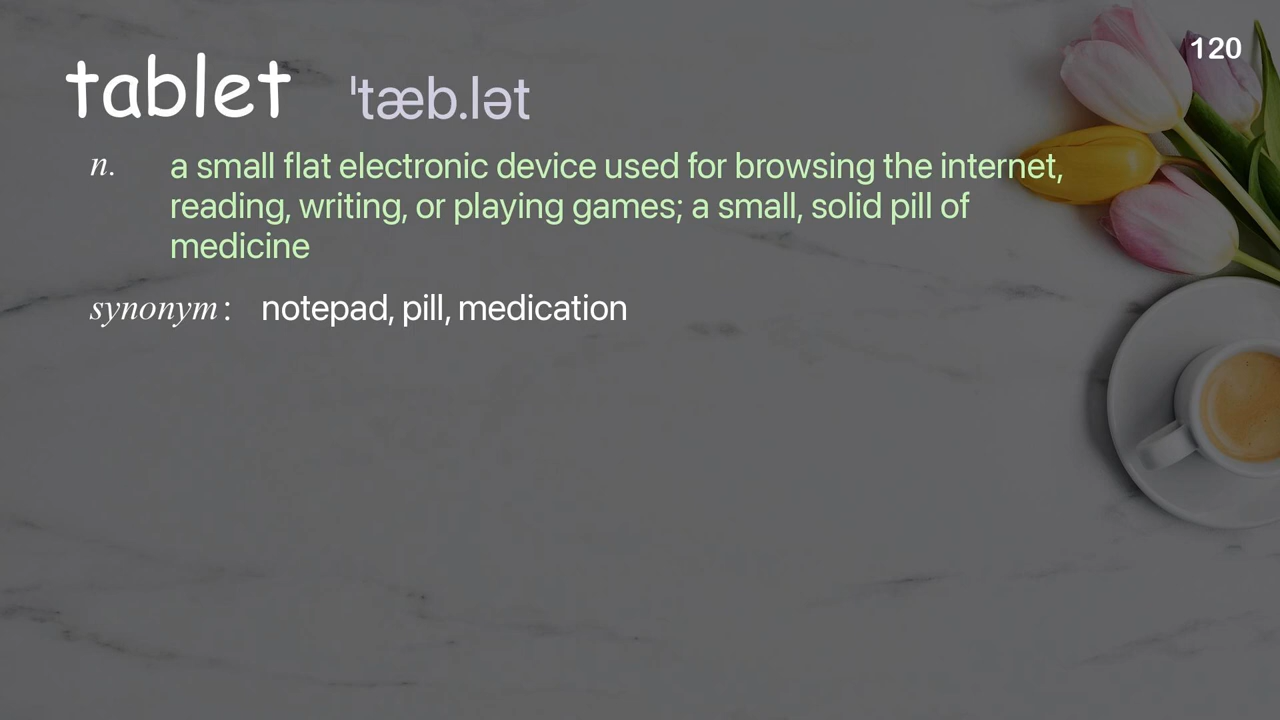 120
tablet ˈtæb.lət
n. a small flat electronic device used for browsing the internet,
reading, writing, or playing games; a small, solid pill of
medicine
synonym: notepad, pill, medication